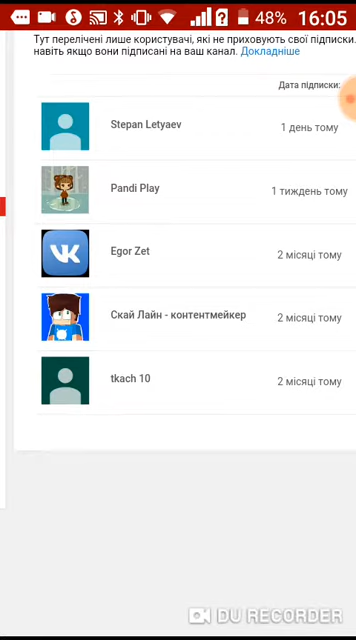 48% 16:05
Тут перелічені лише користувачі, які не приховують свої підписки.
навіть якщо вони підписані на ваш канал. Докладніше
Дата підписки:
Stepan Letyaev 1 день тому
Pandi Play 1 тиждень тому
Egor Zet 2 місяці тому
Скай Лайн - контентмейкер 2 місяці тому
tkach 10 2 місяці тому
DU RECORDER